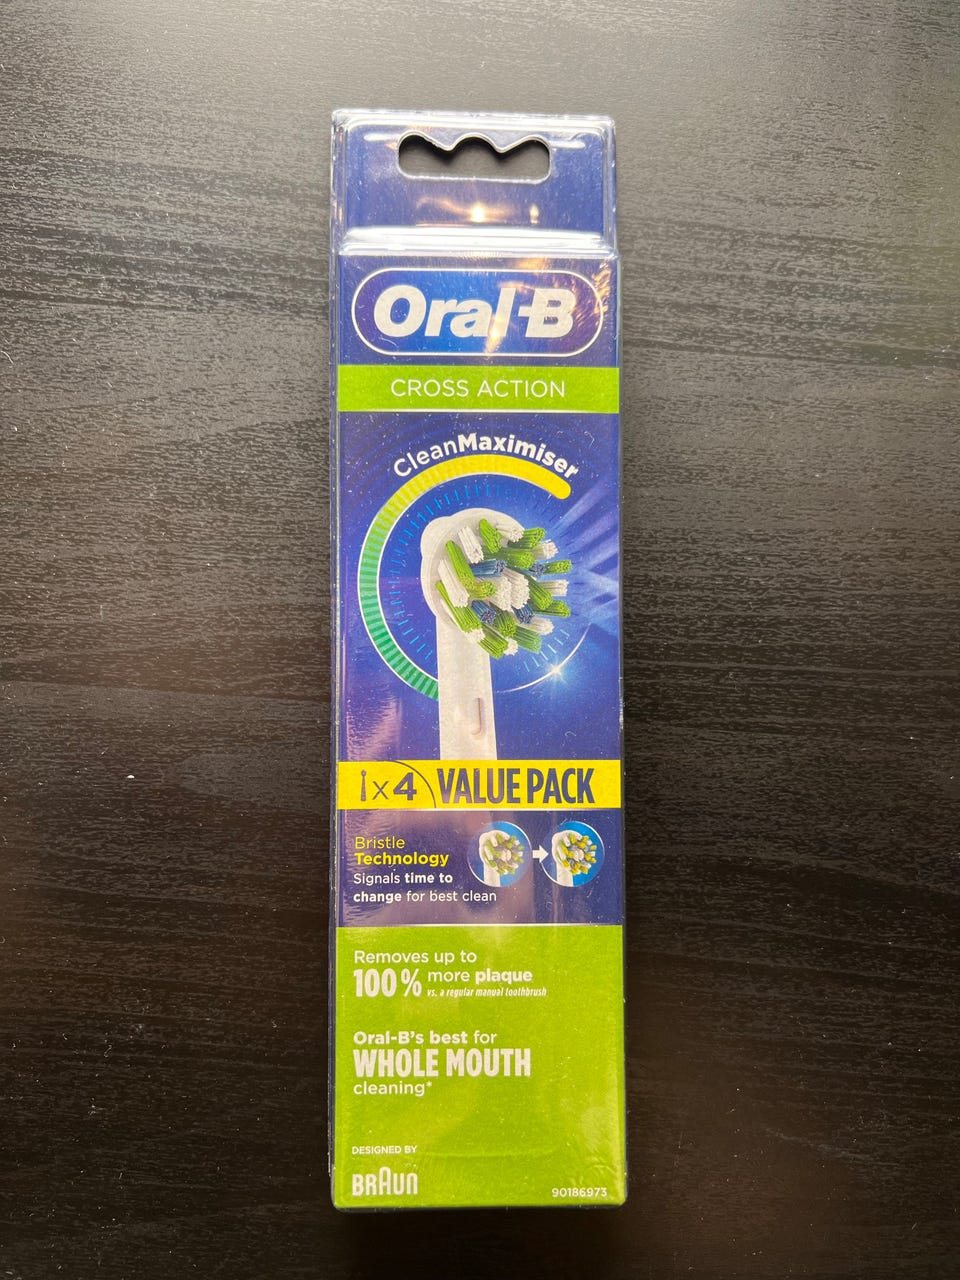 Oral-B
CROSS ACTION
CleanMaximiser
x4 VALUE PACK
Bristle
Technology
Signals time to
change for best clean
Removes up to
100% more plaque
vs. a regular manual toothbrush
Oral-B's best for
WHOLE MOUTH
cleaning*
DESIGNED BY
BRAUN
90186973